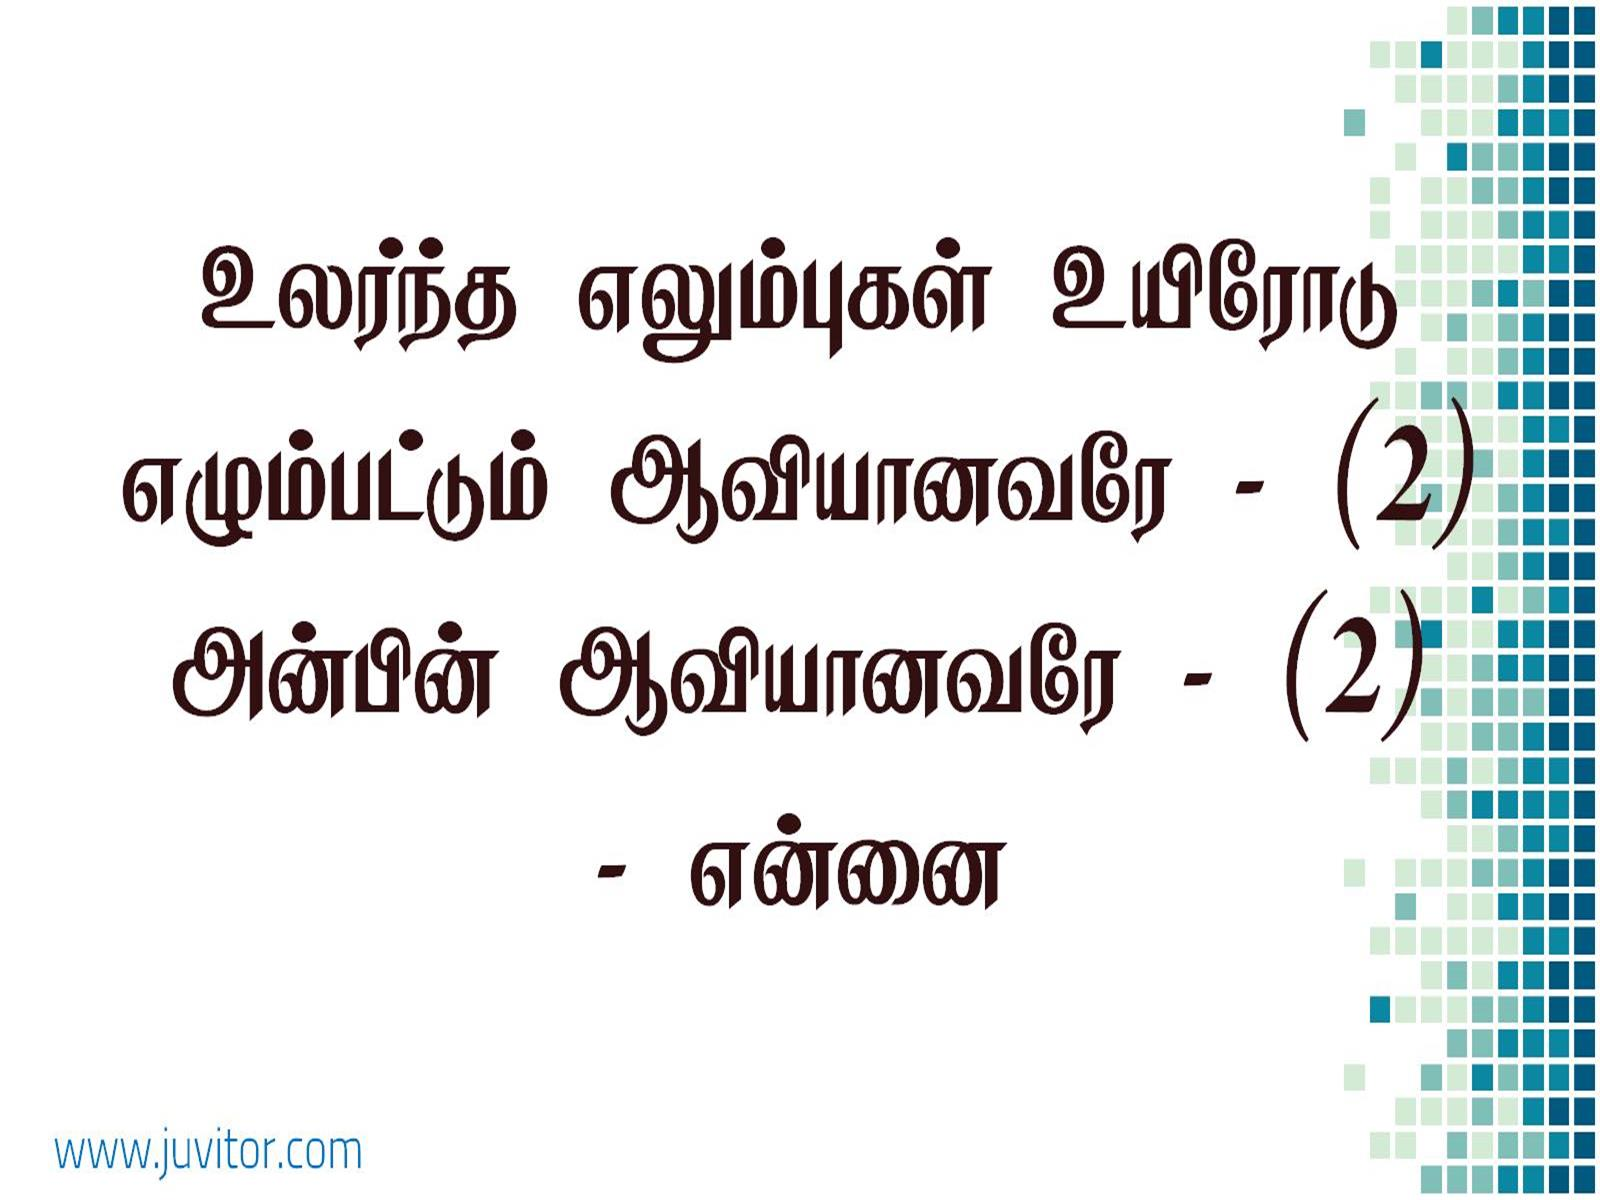 உலர்ந்த எலும்புகள் உயிரோடு
எழும்பட்டும் ஆவியானவரே - (2)
அன்பின் ஆவியானவரே - (2)
- என்னை
www.juvitor.com